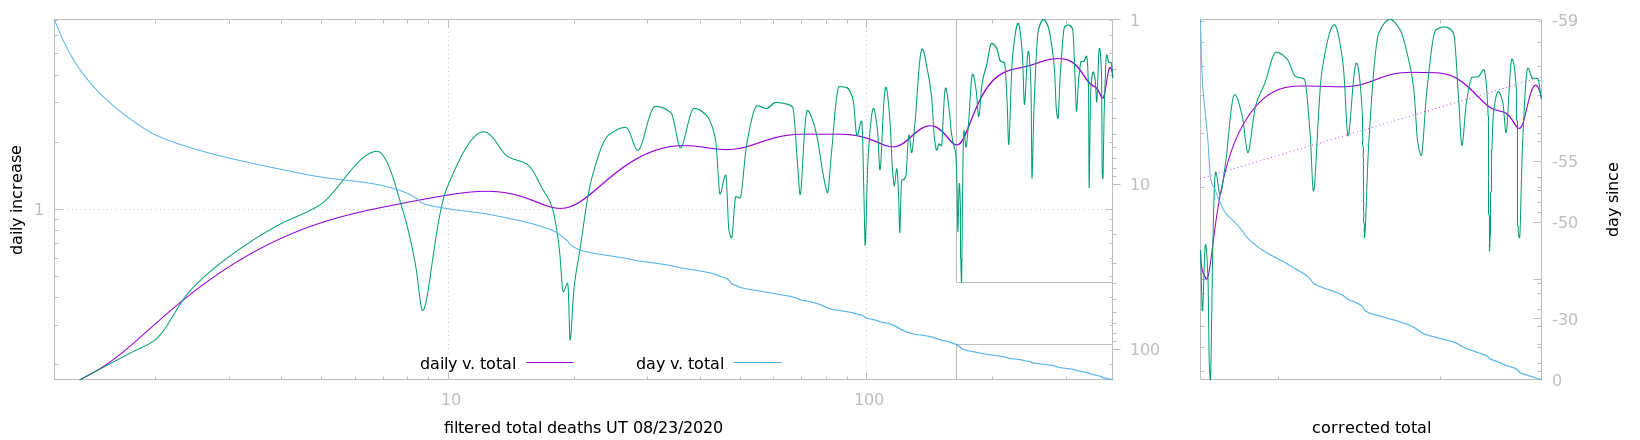 1
-59
10
-55
-50
1
daily increase
day since
-30
daily v. total
day v. total
100
0
10
100
filtered total deaths UT 08/23/2020
corrected total